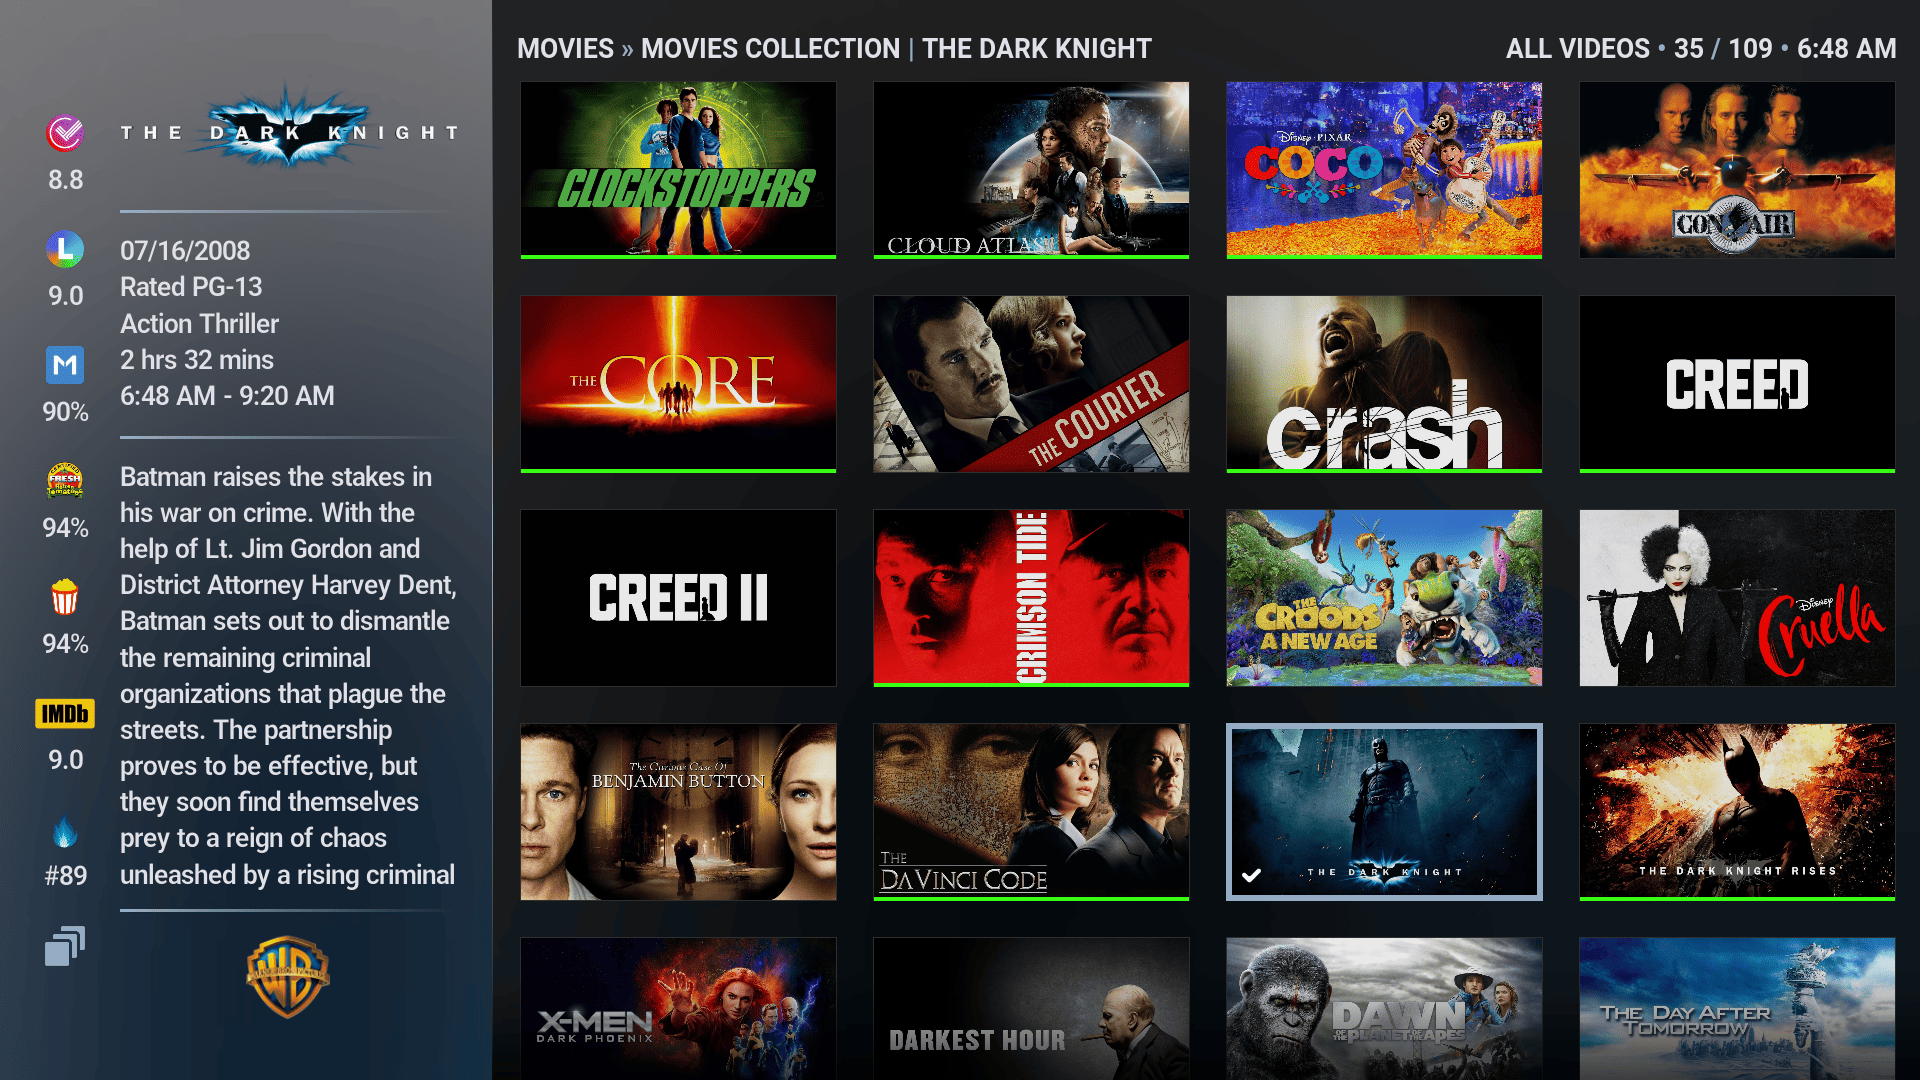 MOVIES » MOVIES COLLECTION | THE DARK KNIGHT
ALL VIDEOS • 35 / 109 • 6:48 AM
THE DARK KNIGHT
8.8
L
9.0
M
90%
FRESH
94%
94%
IMDb
9.0
#89
07/16/2008
Rated PG-13
Action Thriller
2 hrs 32 mins
6:48 AM - 9:20 AM
Batman raises the stakes in
his war on crime. With the
help of Lt. Jim Gordon and
District Attorney Harvey Dent,
Batman sets out to dismantle
the remaining criminal
organizations that plague the
streets. The partnership
proves to be effective, but
they soon find themselves
prey to a reign of chaos
unleashed by a rising criminal
WB
CLOCKSTOPPERS
CLOUD ATLAS
DISNEY • PIXAR
COCO
CON AIR
THE CORE
THE COURIER
crash
CREED
CREED II
CRIMSON TIDE
THE
CROODS
A NEW AGE
DISNEY
Cruella
The Curious Case Of
BENJAMIN BUTTON
THE
DA VINCI CODE
THE DARK KNIGHT
THE DARK KNIGHT RISES
X-MEN
DARK PHOENIX
DARKEST HOUR
DAWN
OF THE PLANET OF THE APES
THE DAY AFTER
TOMORROW